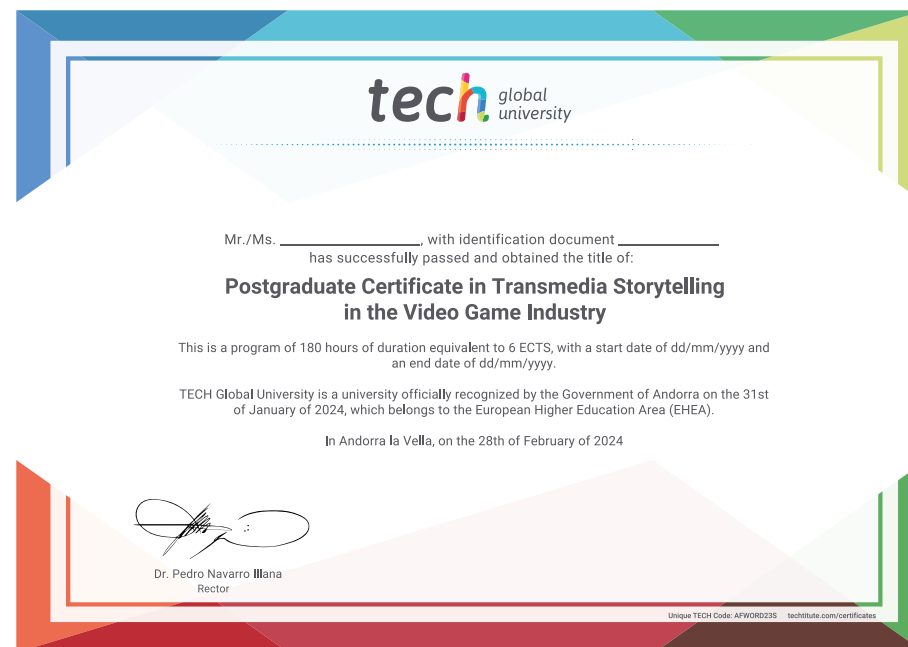 tech global
university
Mr./Ms. ____________________, with identification document ______________
has successfully passed and obtained the title of:
Postgraduate Certificate in Transmedia Storytelling
in the Video Game Industry
This is a program of 180 hours of duration equivalent to 6 ECTS, with a start date of dd/mm/yyyy and
an end date of dd/mm/yyyy.
TECH Global University is a university officially recognized by the Government of Andorra on the 31st
of January of 2024, which belongs to the European Higher Education Area (EHEA).
In Andorra la Vella, on the 28th of February of 2024
Dr. Pedro Navarro Illana
Rector
Unique TECH Code: AFWORD23S techtitute.com/certificates